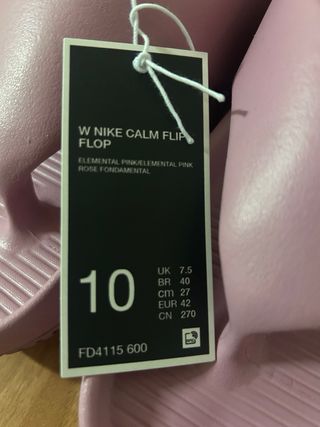 W NIKE CALM FLIP
FLOP
ELEMENTAL PINK/ELEMENTAL PINK
ROSE FONDAMENTAL
10
UK 7.5
BR 40
cm 27
EUR 42
CN 270
FD4115 600